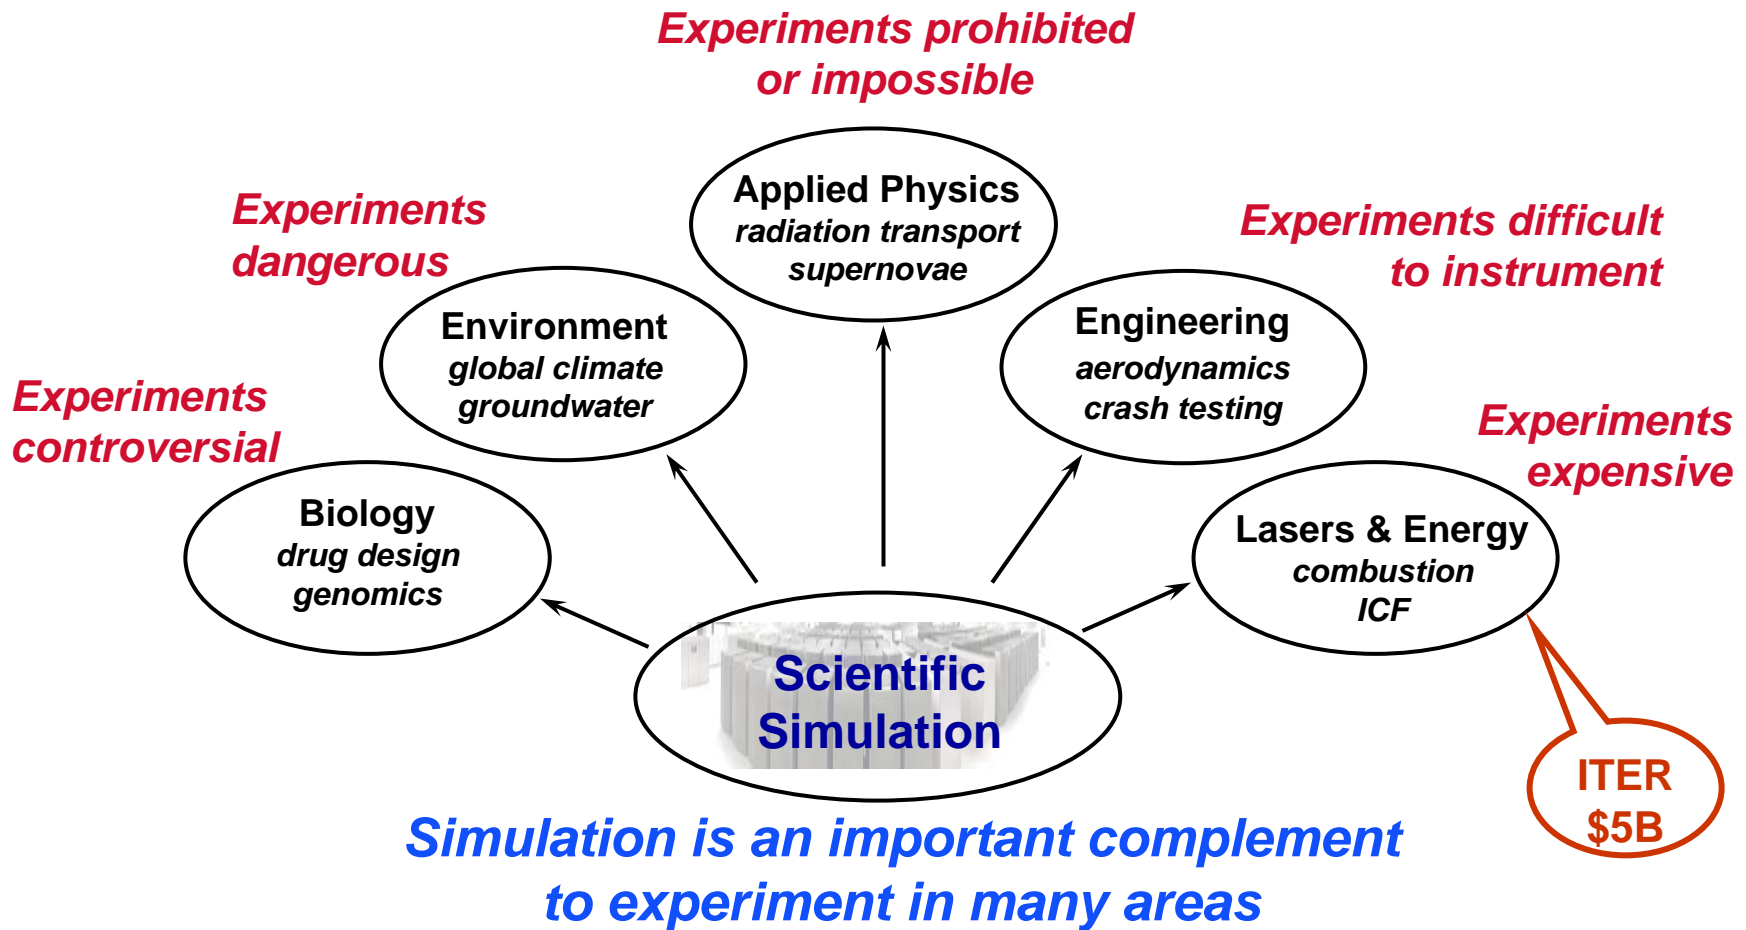 Experiments prohibited
or impossible
Experiments
dangerous
Applied Physics
radiation transport
supernovae
Experiments difficult
to instrument
Environment
global climate
groundwater
Engineering
aerodynamics
crash testing
Experiments
controversial
Experiments
expensive
Biology
drug design
genomics
Lasers & Energy
combustion
ICF
Scientific
Simulation
ITER
$5B
Simulation is an important complement
to experiment in many areas